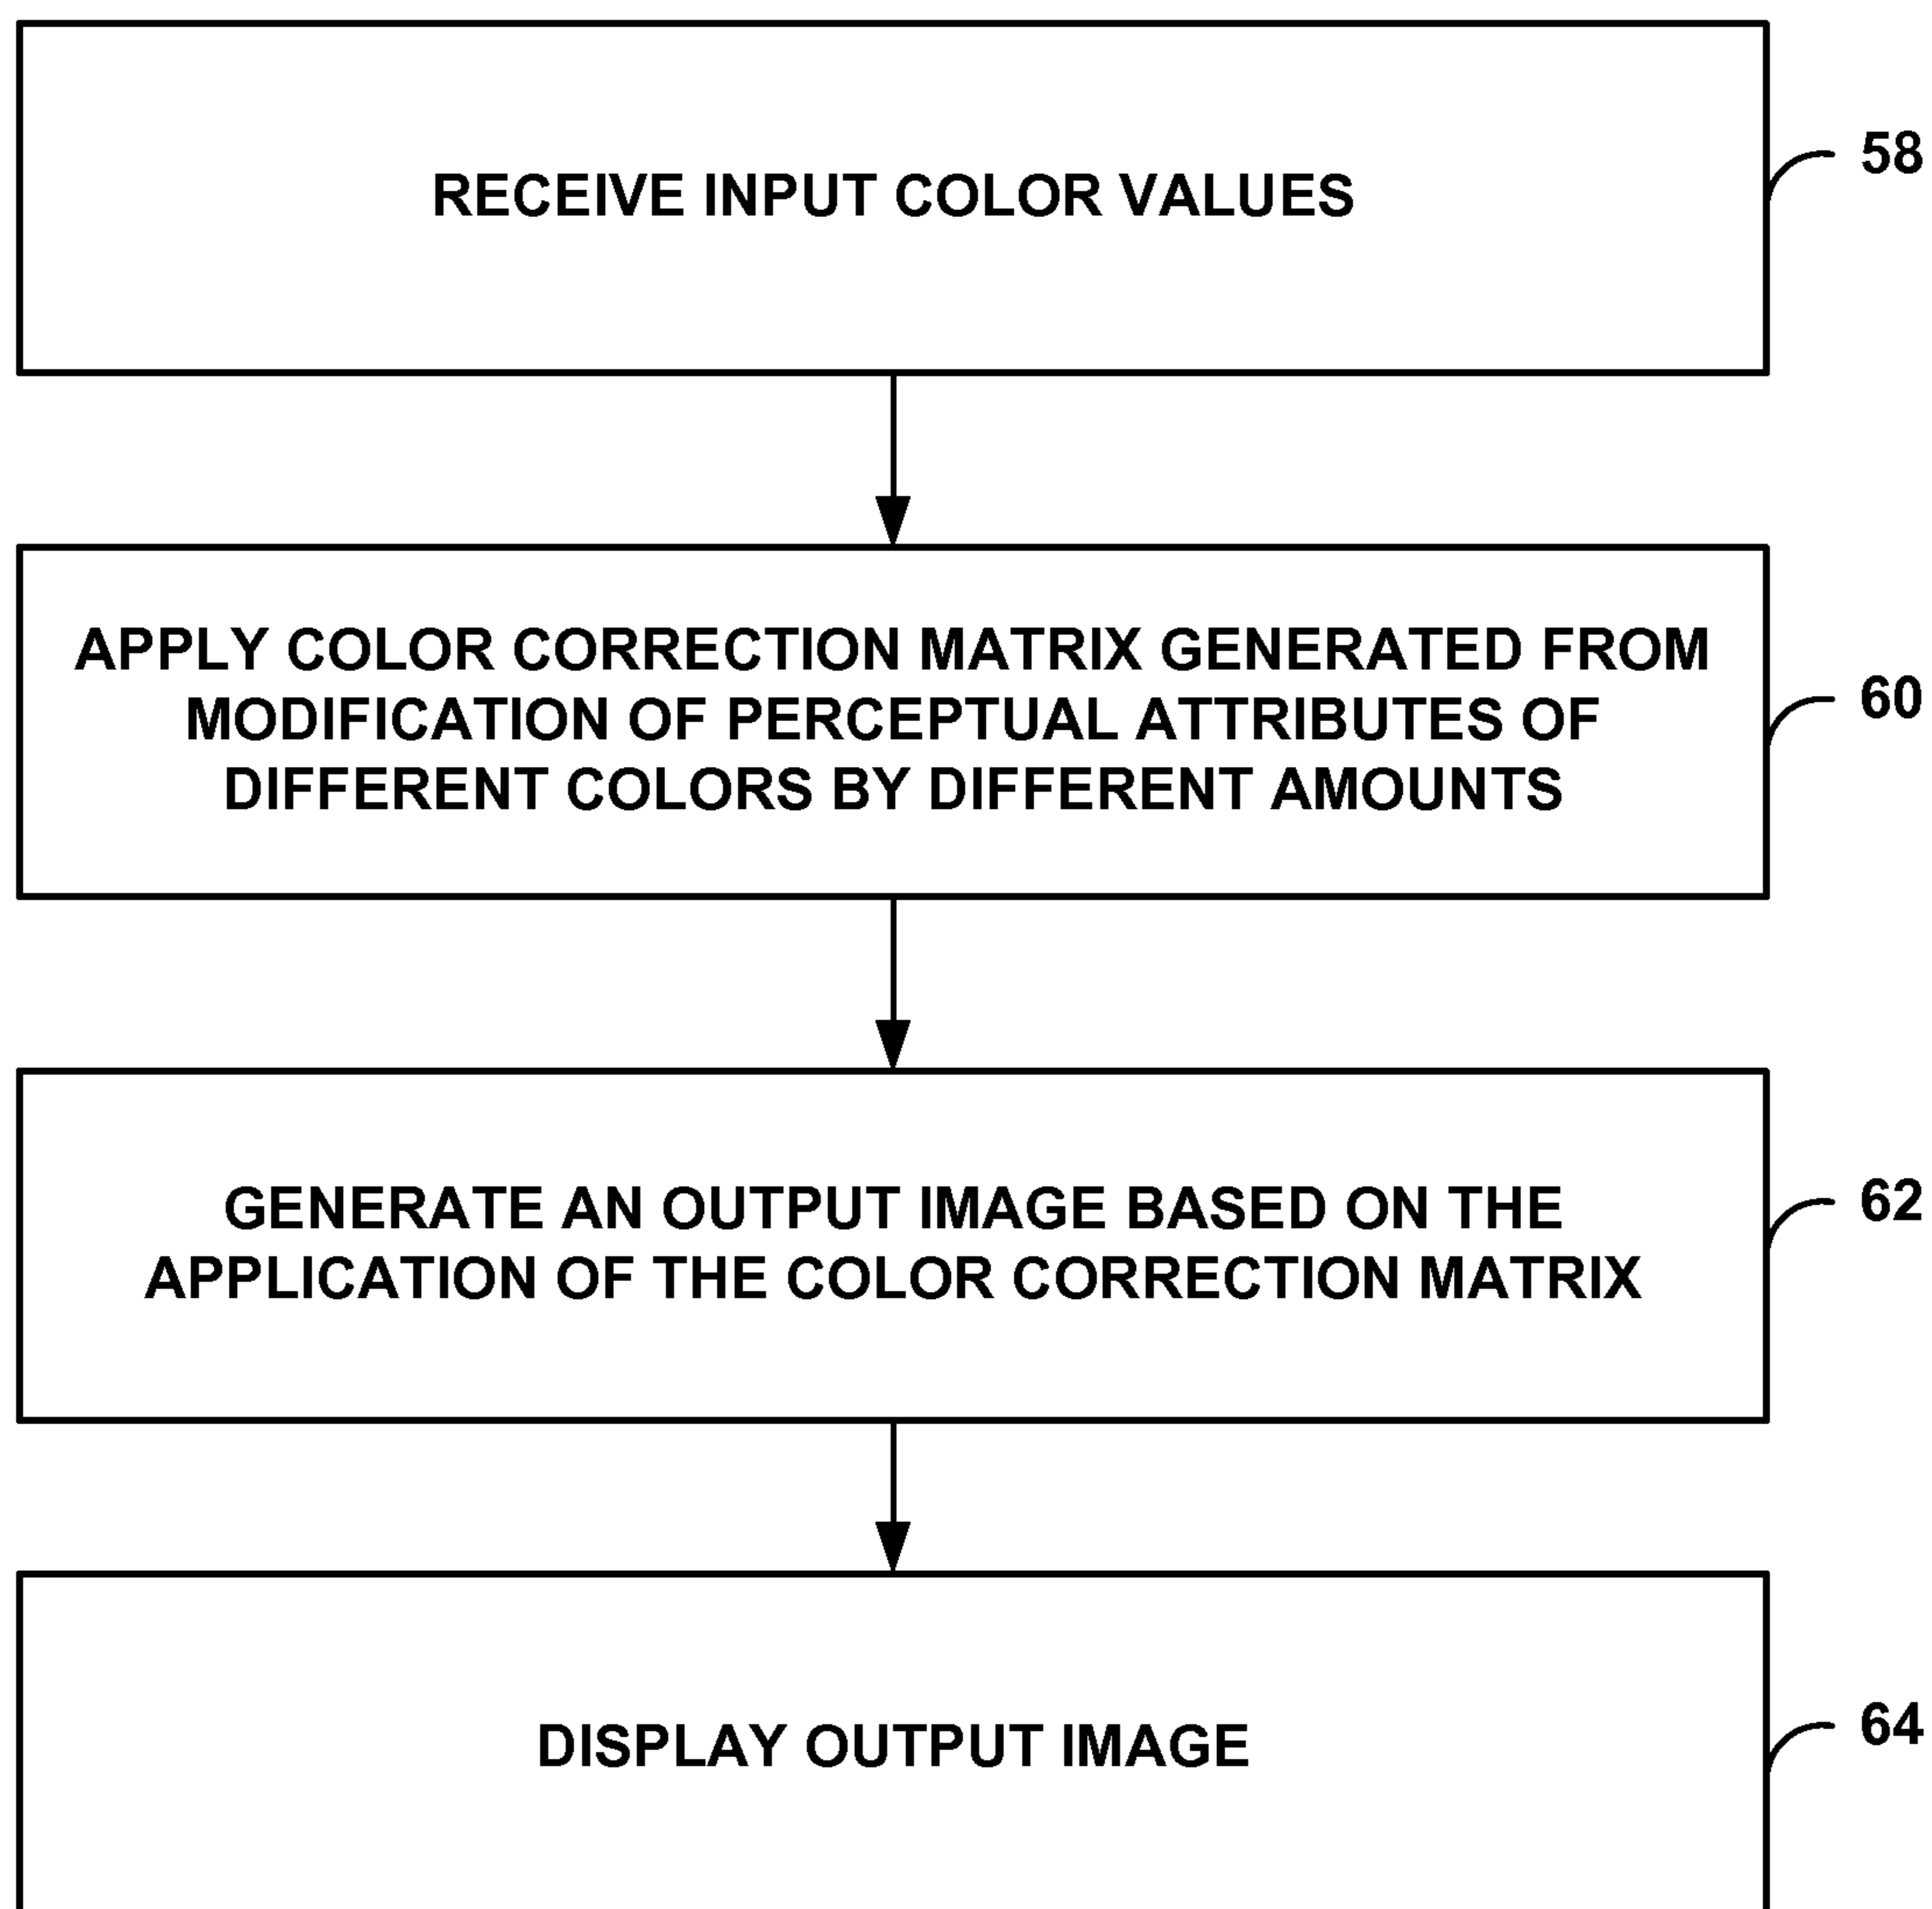 RECEIVE INPUT COLOR VALUES
58
APPLY COLOR CORRECTION MATRIX GENERATED FROM
MODIFICATION OF PERCEPTUAL ATTRIBUTES OF
DIFFERENT COLORS BY DIFFERENT AMOUNTS
60
GENERATE AN OUTPUT IMAGE BASED ON THE
APPLICATION OF THE COLOR CORRECTION MATRIX
62
DISPLAY OUTPUT IMAGE
64